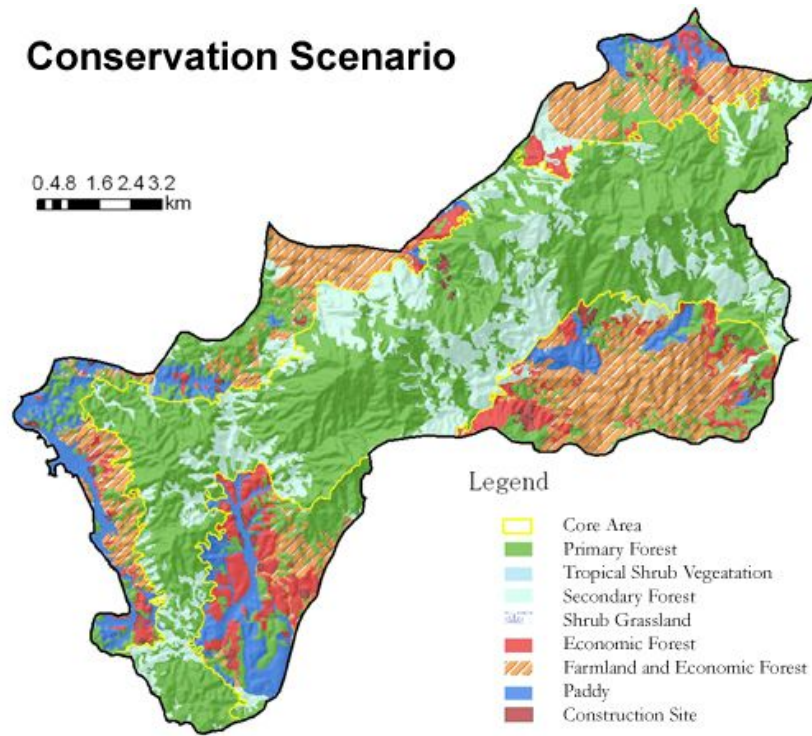 Conservation Scenario
0.4.8 1.6 2.4 3.2
km
Legend
Core Area
Primary Forest
Tropical Shrub Vegeatation
Secondary Forest
Shrub Grassland
Economic Forest
Farmland and Economic Forest
Paddy
Construction Site